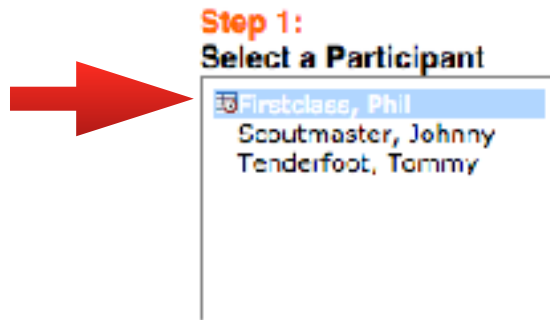 Step 1:
Select a Participant
Firstclass, Phil
Scoutmaster, Johnny
Tenderfoot, Tommy